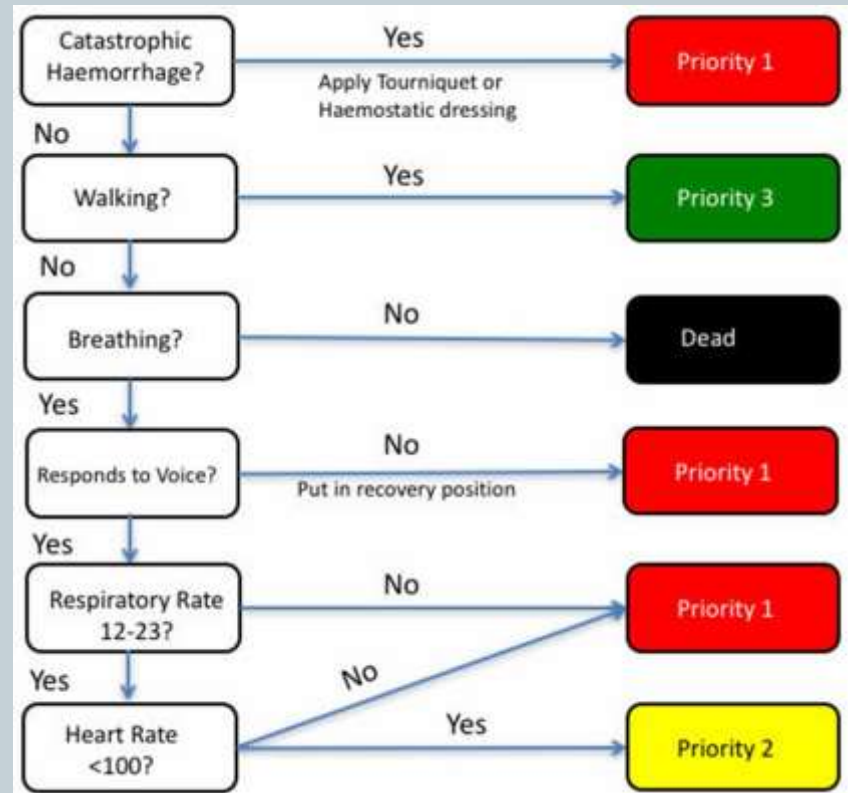 Catastrophic
Haemorrhage?
Yes
Apply Tourniquet or
Haemostatic dressing
Priority 1
No
Walking?
Yes
Priority 3
No
Breathing?
No
Dead
Yes
Responds to Voice?
No
Put in recovery position
Priority 1
Yes
Respiratory Rate
12-23?
No
Priority 1
Yes
No
Heart Rate
<100?
Yes
Priority 2